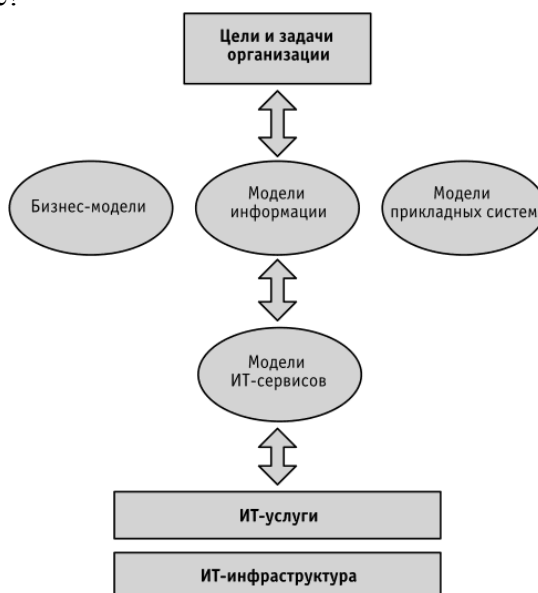 Цели и задачи
организации
Бизнес-модели
Модели
информации
Модели
прикладных систем
Модели
ИТ-сервисов
ИТ-услуги
ИТ-инфраструктура